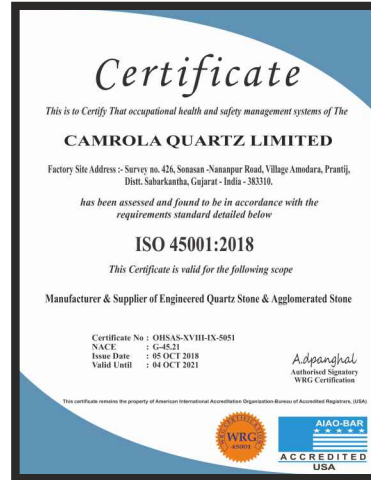 Certificate
This is to Certify That occupational health and safety management systems of The
CAMROLA QUARTZ LIMITED
Factory Site Address :- Survey no. 426, Sonasan -Nananpur Road, Village Amodara, Prantij,
Distt. Sabarkantha, Gujarat - India - 383310.
has been assessed and found to be in accordance with the
requirements standard detailed below
ISO 45001:2018
This Certificate is valid for the following scope
Manufacturer & Supplier of Engineered Quartz Stone & Agglomerated Stone
Certificate No : OHSAS-XVIII-IX-5051
NACE : G-45.21
Issue Date : 05 OCT 2018
Valid Until : 04 OCT 2021
A.dpanghal
Authorised Signatory
WRG Certification
This certificate remains the property of American International Accreditation Organization-Bureau of Accredited Registrars, (USA)
WRG
45001
AIAO-BAR
ACCREDITED
USA